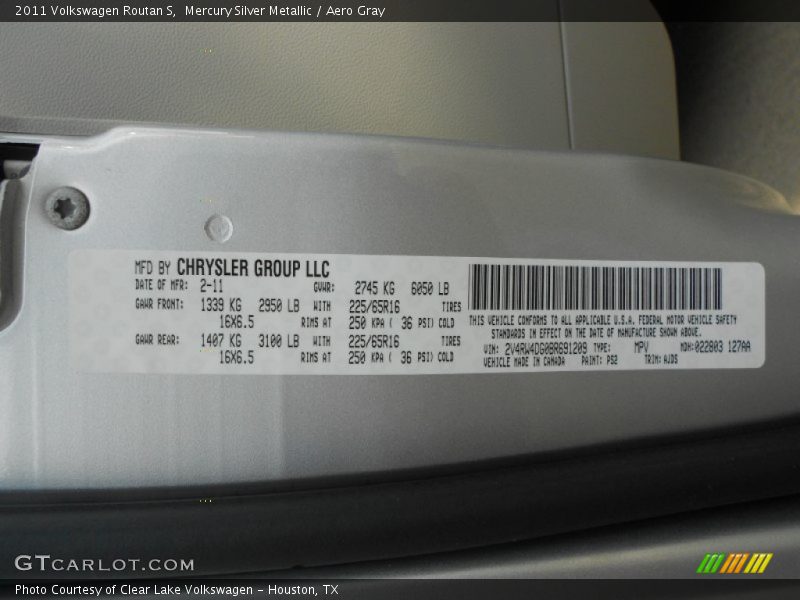 2011 Volkswagen Routan S, Mercury Silver Metallic / Aero Gray
MFD BY CHRYSLER GROUP LLC
DATE OF MFR: 2-11 GVWR: 2745 KG 6050 LB
GAWR FRONT: 1339 KG 2950 LB WITH 225/65R16 TIRES
16X6.5 RIMS AT 250 KPA ( 36 PSI) COLD
GAWR REAR: 1407 KG 3100 LB WITH 225/65R16 TIRES
16X6.5 RIMS AT 250 KPA ( 36 PSI) COLD
THIS VEHICLE CONFORMS TO ALL APPLICABLE U.S.A. FEDERAL MOTOR VEHICLE SAFETY
STANDARDS IN EFFECT ON THE DATE OF MANUFACTURE SHOWN ABOVE.
VIN: 2V4RW4DG0BR691209 TYPE: MPV MDH: 022803 127AA
VEHICLE MADE IN CANADA PAINT: PS2 TRIM: AJDS
GTCARLOT.COM
Photo Courtesy of Clear Lake Volkswagen - Houston, TX